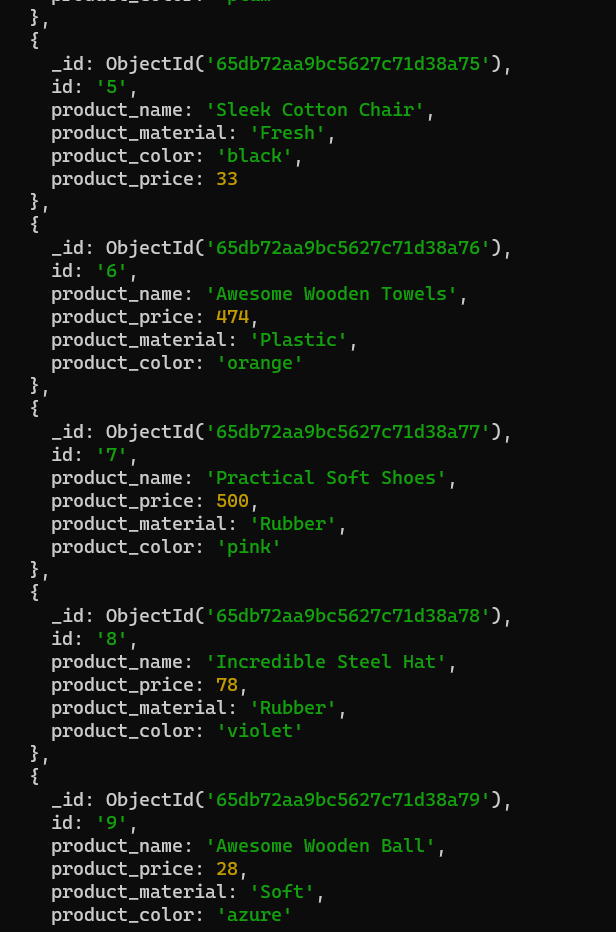 },
{
_id: ObjectId('65db72aa9bc5627c71d38a75'),
id: '5',
product_name: 'Sleek Cotton Chair',
product_material: 'Fresh',
product_color: 'black',
product_price: 33
},
{
_id: ObjectId('65db72aa9bc5627c71d38a76'),
id: '6',
product_name: 'Awesome Wooden Towels',
product_price: 474,
product_material: 'Plastic',
product_color: 'orange'
},
{
_id: ObjectId('65db72aa9bc5627c71d38a77'),
id: '7',
product_name: 'Practical Soft Shoes',
product_price: 500,
product_material: 'Rubber',
product_color: 'pink'
},
{
_id: ObjectId('65db72aa9bc5627c71d38a78'),
id: '8',
product_name: 'Incredible Steel Hat',
product_price: 78,
product_material: 'Rubber',
product_color: 'violet'
},
{
_id: ObjectId('65db72aa9bc5627c71d38a79'),
id: '9',
product_name: 'Awesome Wooden Ball',
product_price: 28,
product_material: 'Soft',
product_color: 'azure'